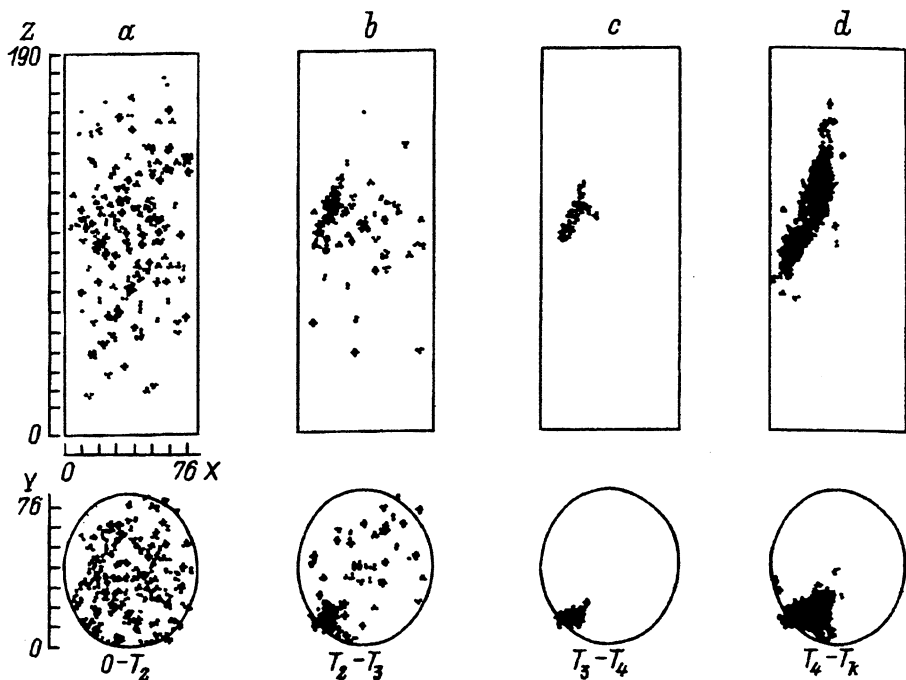 Z a b c d
190
0
0 76 X
Y
76
0
0-T₂ T₂-T₃ T₃-T₄ T₄-Tₖ